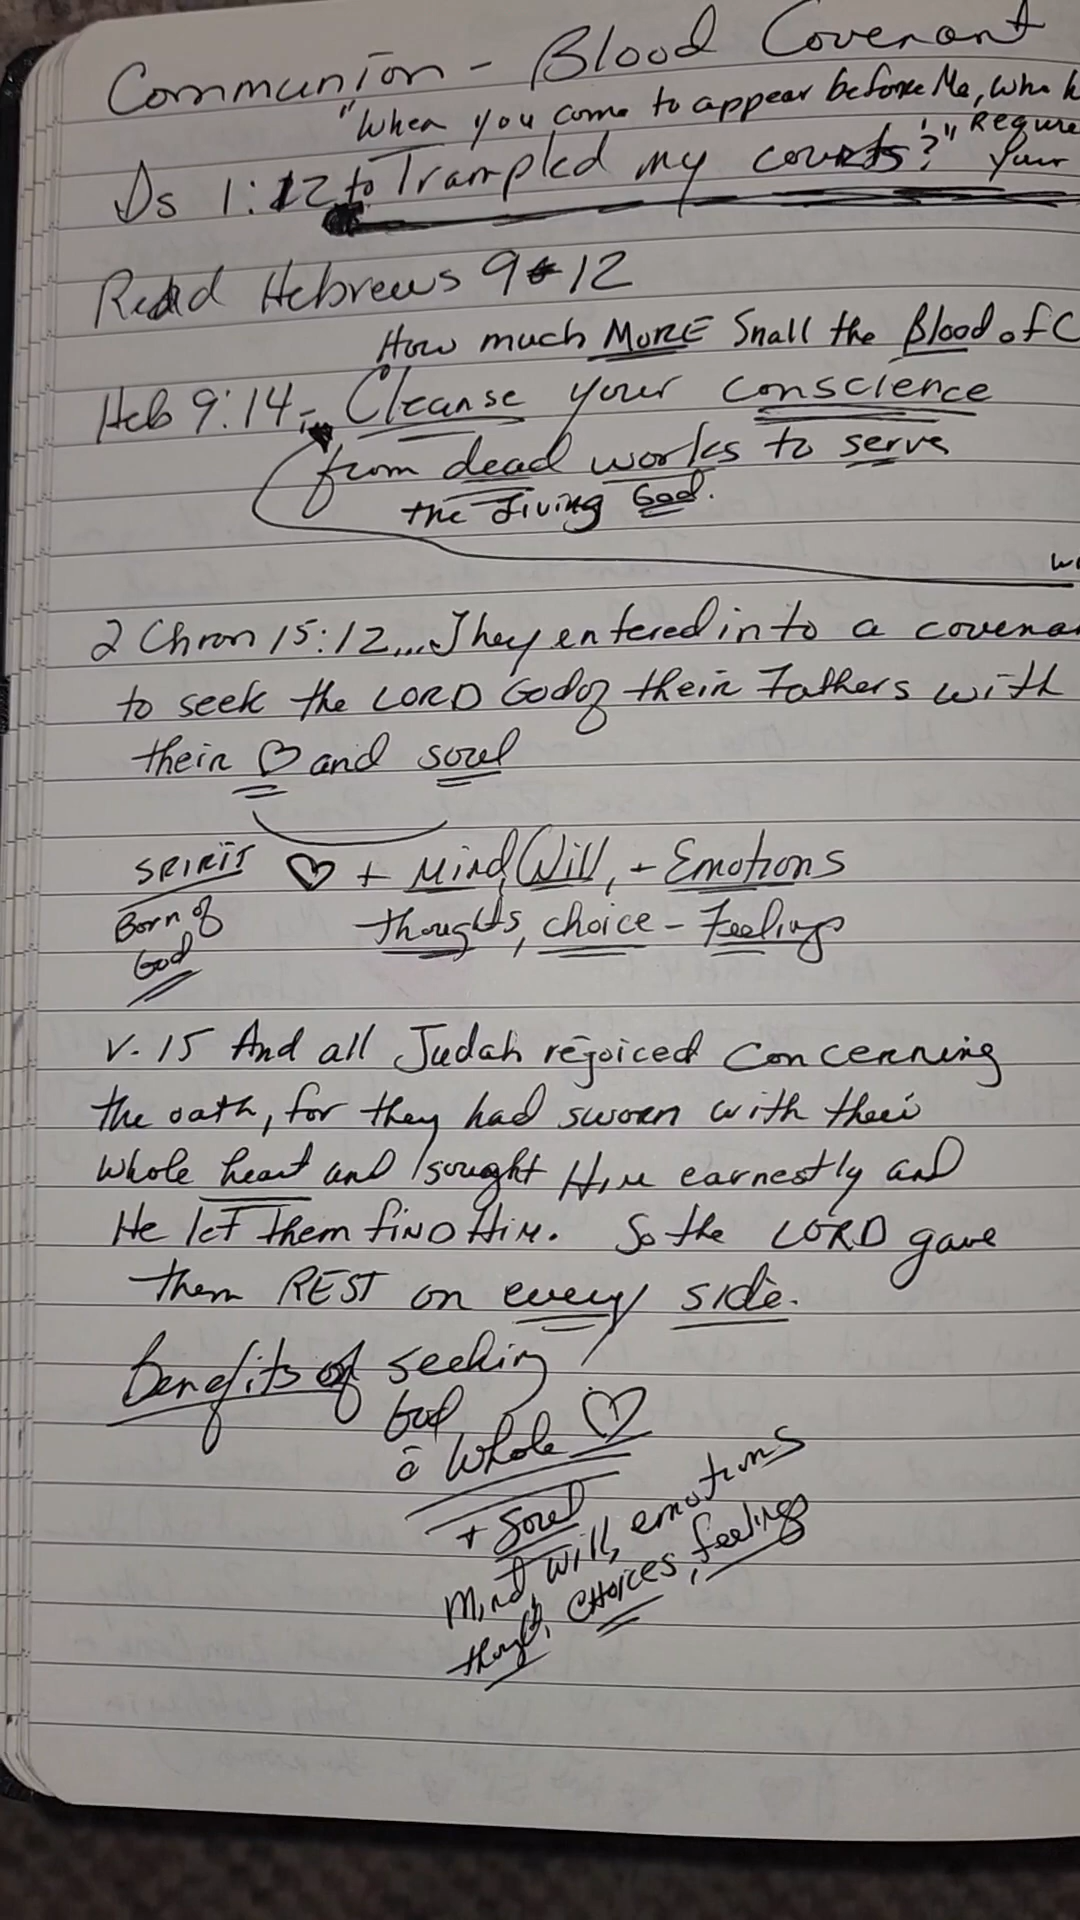 Communion - Blood Covenant
"When you come to appear before Me, Who h
Requre
Is 1:12 to Trampled my courts?" Your
Read Hebrews 9 12
How much MORE Shall the Blood of C
Heb 9:14 - Cleanse your conscience
from dead works to serve
the Living God.
2 Chron 15:12... They entered into a covena
to seek the LORD God of their Fathers with
their ♡ and soul
SPIRIT ♡ + Mind, Will, + Emotions
Born of thoughts, choice - Feelings
God
V. 15 And all Judah rejoiced concerning
the oath, for they had sworn with their
whole heart and sought Him earnestly and
He let them find Him. So the LORD gave
them REST on every side.
Benefits of seeking
God
c̄ Whole ♡
+ Soul
Mind, will, emotions
thought, choices, feelings